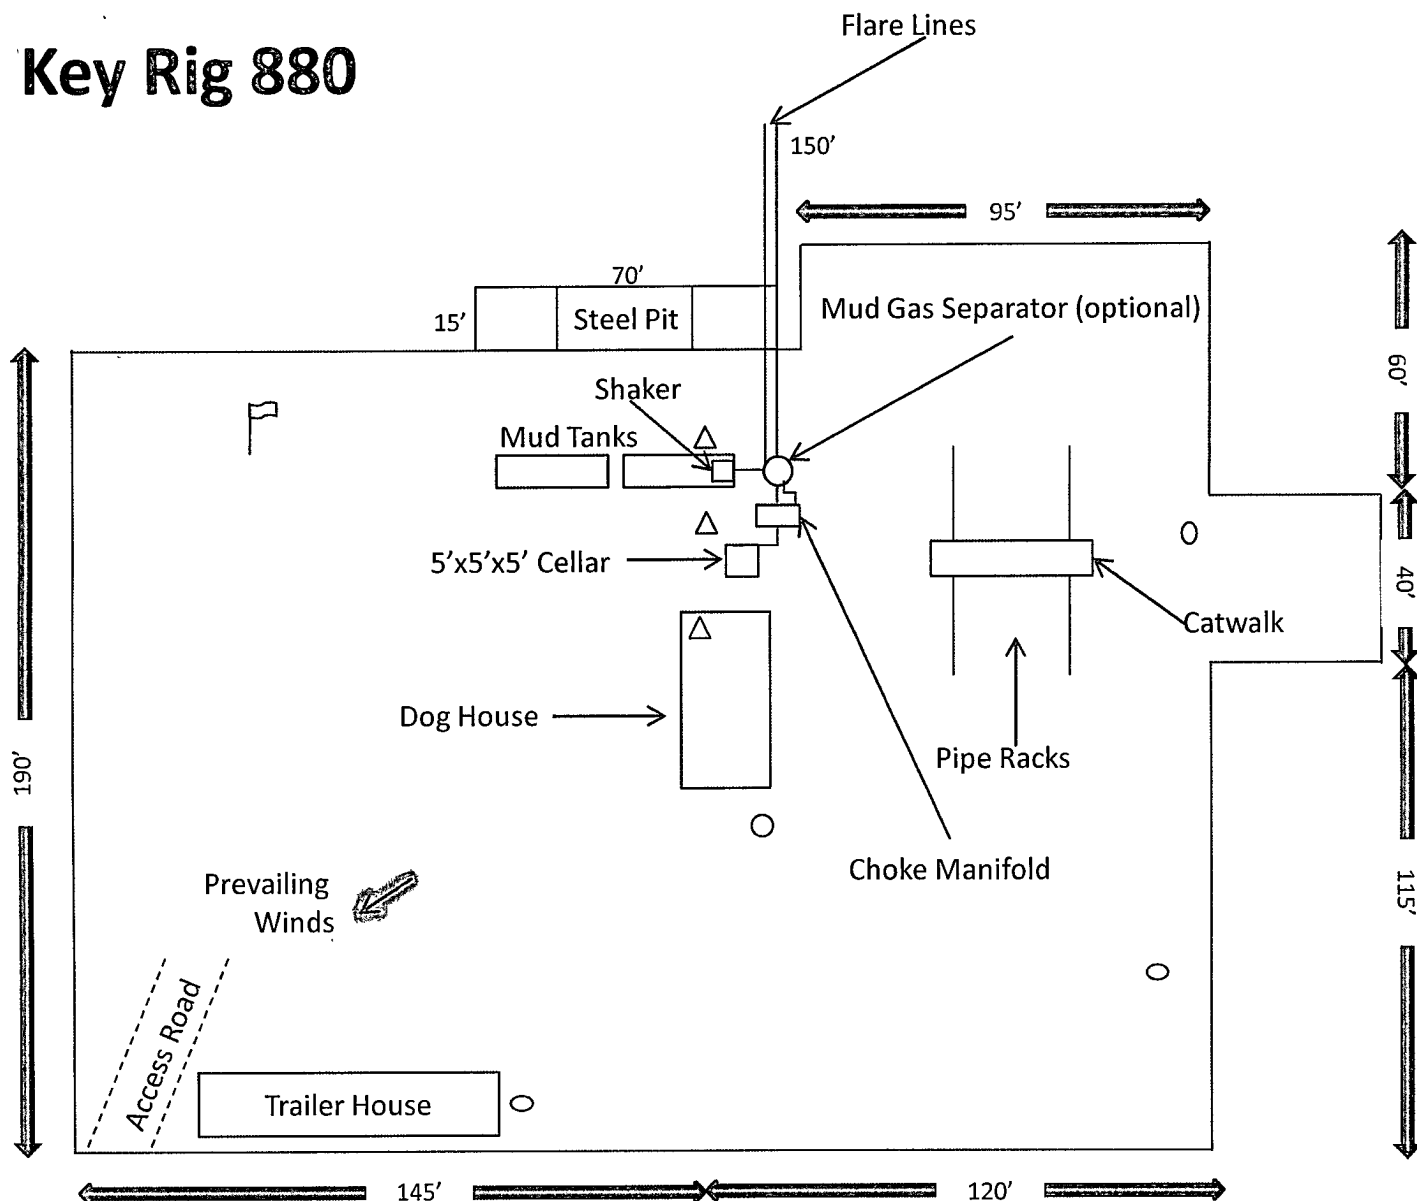 Key Rig 880
Flare Lines
150’
95’
70’
15’
Steel Pit
Mud Gas Separator (optional)
60’
Shaker
Mud Tanks
5’x5’x5’ Cellar
40’
Catwalk
Dog House
Pipe Racks
190’
Choke Manifold
115’
Prevailing
Winds
Access Road
Trailer House
145’
120’